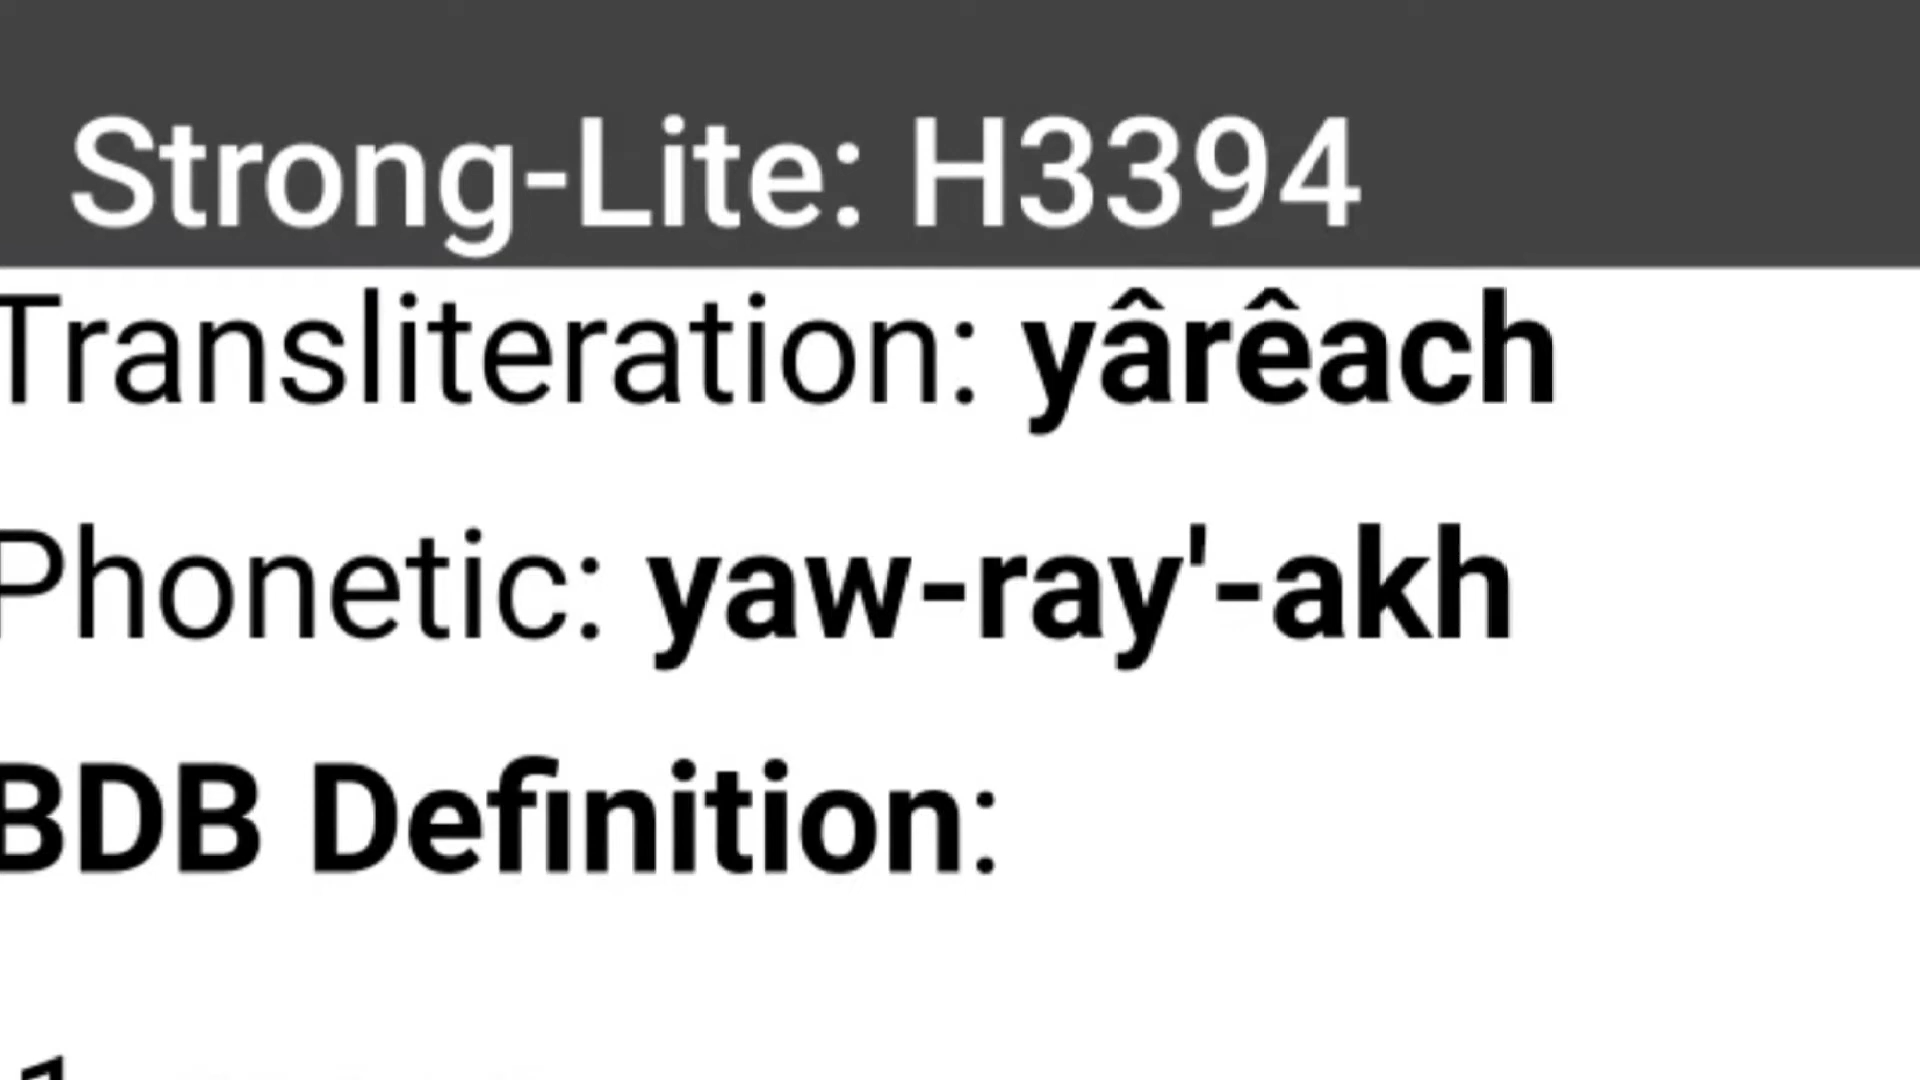 Strong-Lite: H3394
Transliteration: yârêach
Phonetic: yaw-ray'-akh
BDB Definition: